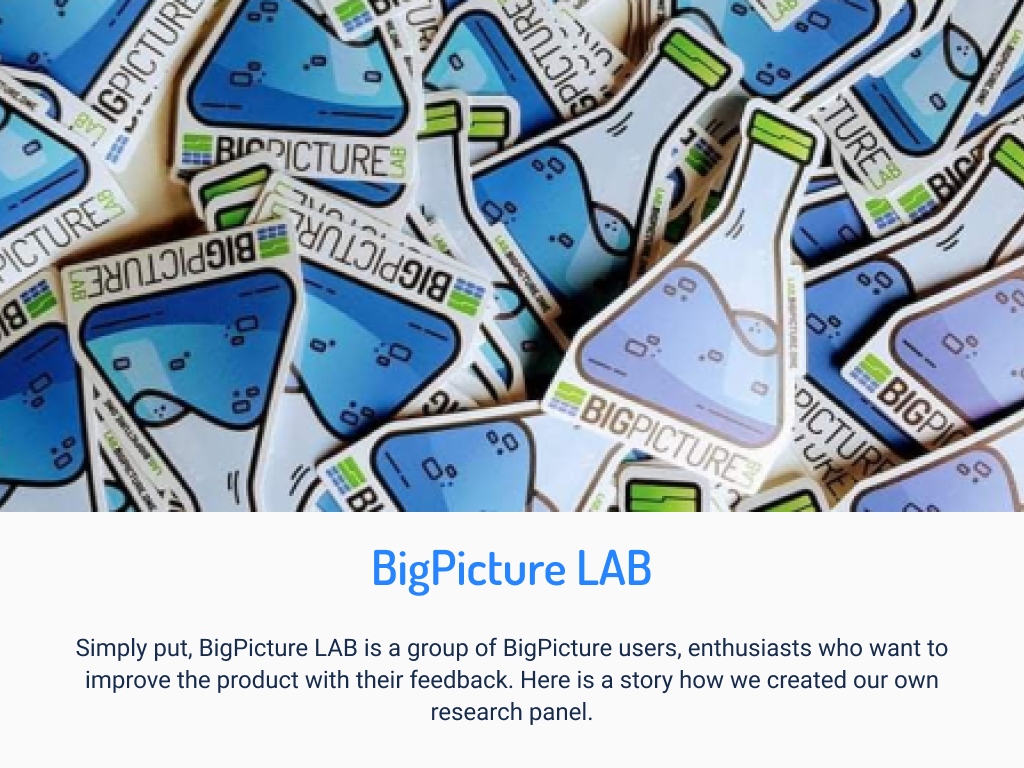 BIGPICTURE
BIGPICTURE LAB
BIGPICTURE LAB
BIGPICTURE
BIGPICTURE LAB
BIGPICTURE
BigPicture LAB
Simply put, BigPicture LAB is a group of BigPicture users, enthusiasts who want to
improve the product with their feedback. Here is a story how we created our own
research panel.